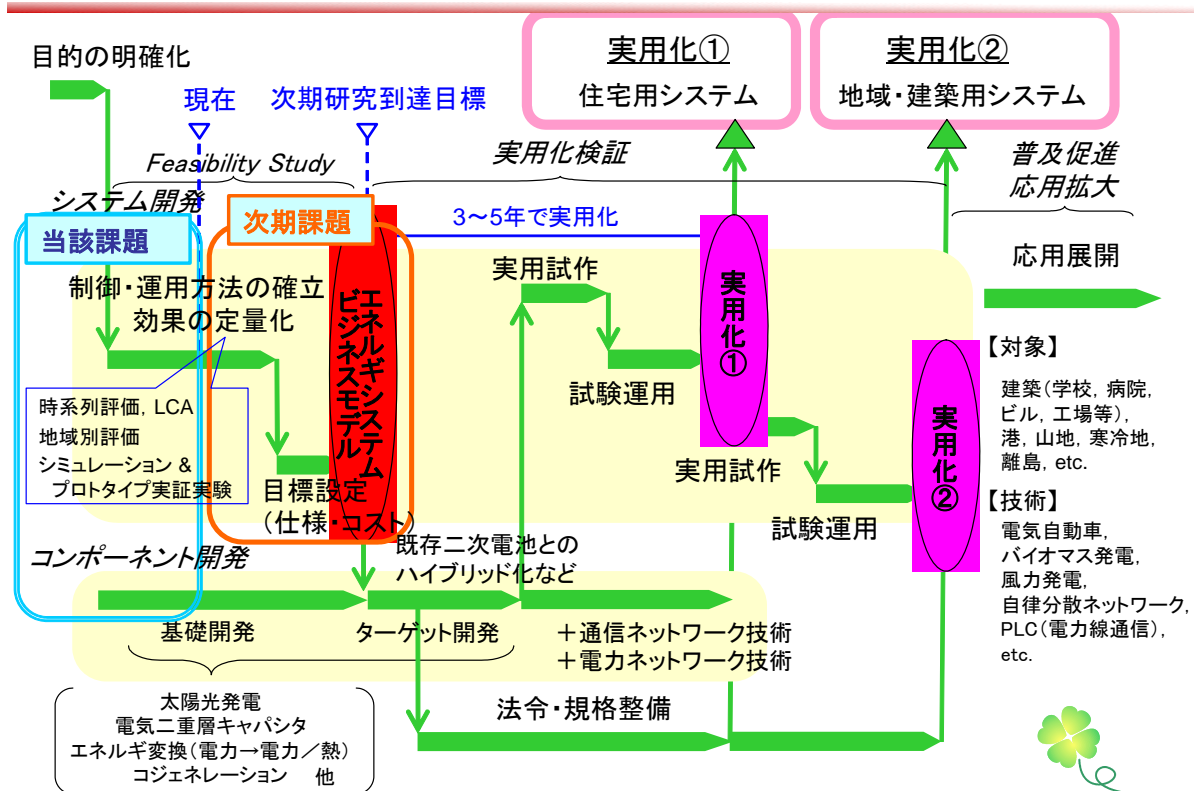 目的の明確化
現在
次期研究到達目標
実用化①
住宅用システム
実用化②
地域・建築用システム
Feasibility Study
実用化検証
普及促進
応用拡大
システム開発
当該課題
次期課題
3～5年で実用化
応用展開
制御・運用方法の確立
効果の定量化
時系列評価, LCA
地域別評価
シミュレーション &
プロトタイプ実証実験
目標設定
(仕様・コスト)
エネルギシステム
ビジネスモデル
実用試作
試験運用
実用化①
実用試作
試験運用
実用化②
【対象】
建築(学校, 病院,
ビル, 工場等),
港, 山地, 寒冷地,
離島, etc.
【技術】
電気自動車,
バイオマス発電,
風力発電,
自律分散ネットワーク,
PLC(電力線通信),
etc.
コンポーネント開発
既存二次電池との
ハイブリッド化など
基礎開発
ターゲット開発
＋通信ネットワーク技術
＋電力ネットワーク技術
太陽光発電
電気二重層キャパシタ
エネルギ変換(電力→電力／熱)
コジェネレーション 他
法令・規格整備